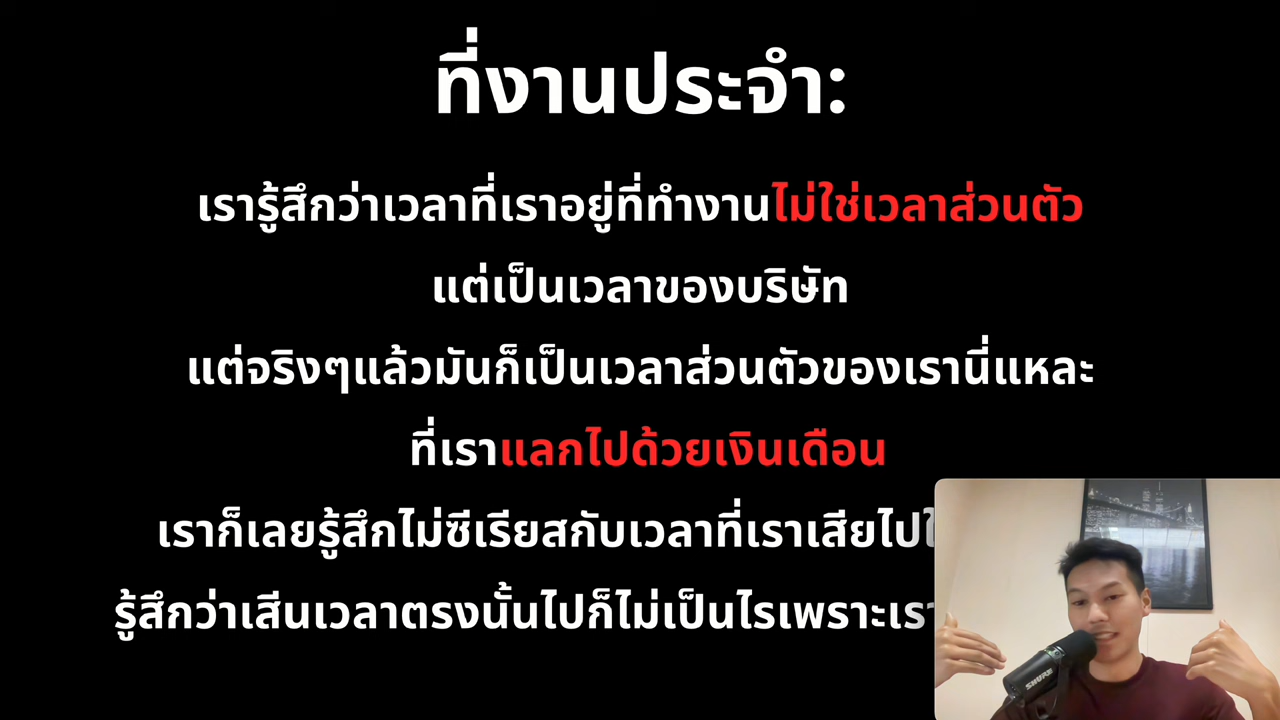 ที่งานประจำ:
เรารู้สึกว่าเวลาที่เราอยู่ที่ทำงานไม่ใช่เวลาส่วนตัว
แต่เป็นเวลาของบริษัท
แต่จริงๆแล้วมันก็เป็นเวลาส่วนตัวของเรานี่แหละ
ที่เราแลกไปด้วยเงินเดือน
เราก็เลยรู้สึกไม่ซีเรียสกับเวลาที่เราเสียไป
รู้สึกว่าเสีนเวลาตรงนั้นไปก็ไม่เป็นไรเพราะเรา
SHURE